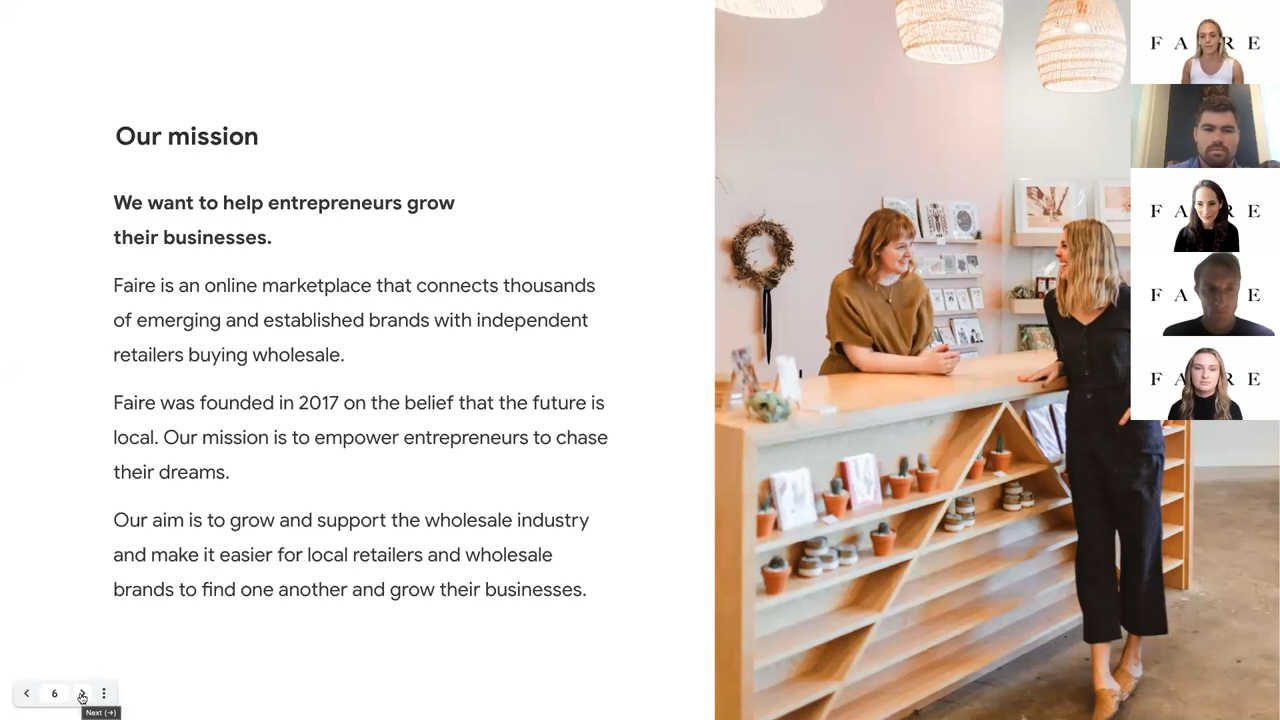 Our mission
We want to help entrepreneurs grow
their businesses.
Faire is an online marketplace that connects thousands
of emerging and established brands with independent
retailers buying wholesale.
Faire was founded in 2017 on the belief that the future is
local. Our mission is to empower entrepreneurs to chase
their dreams.
Our aim is to grow and support the wholesale industry
and make it easier for local retailers and wholesale
brands to find one another and grow their businesses.
6
Next (→)
F A R E
F A R E
F A E
F A R E